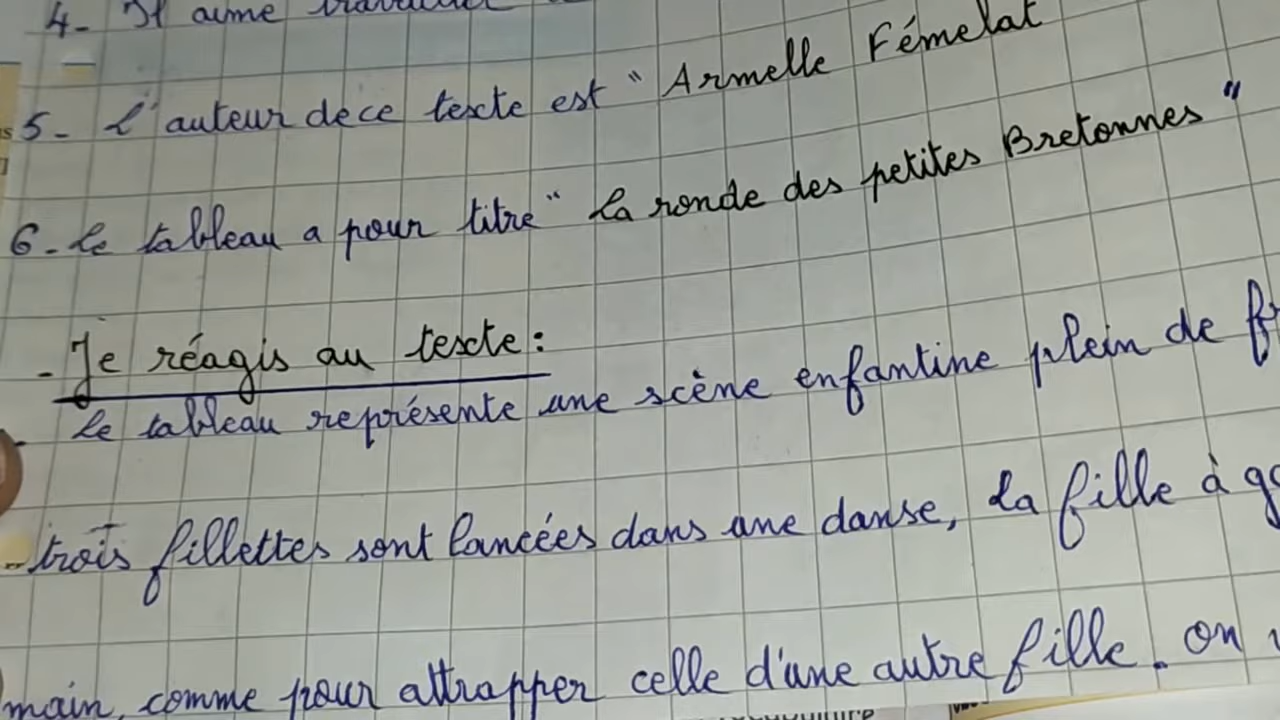 4- Il aime travailler
5- L'auteur de ce texte est " Armelle Fémelat
6- Le tableau a pour titre " La ronde des petites Bretonnes "
- Je réagis au texte :
Le tableau représente une scène enfantine plein de
trois fillettes sont lancées dans une danse, La fille à
main, comme pour attrapper celle d'une autre fille. on